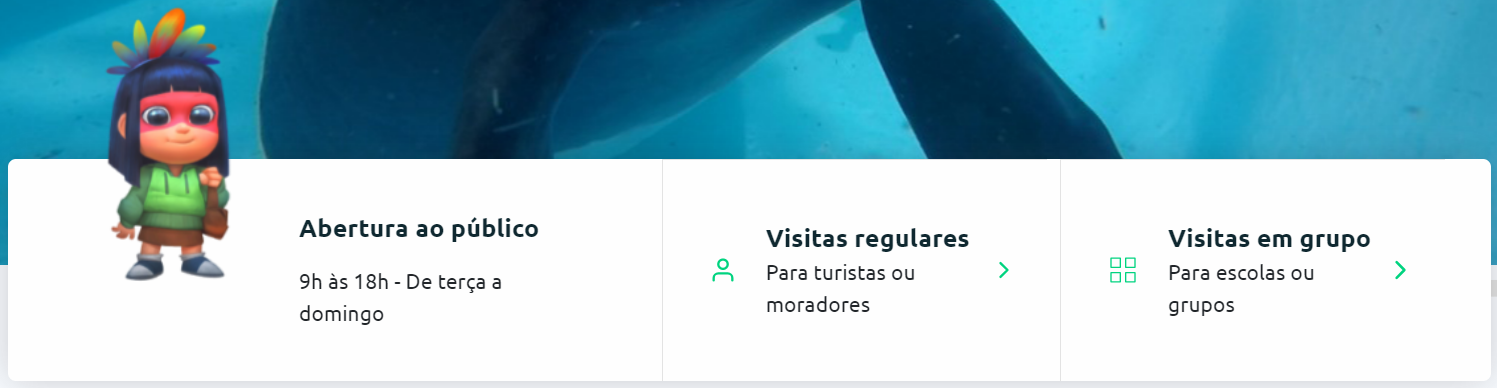 Abertura ao público
9h às 18h - De terça a
domingo
Visitas regulares
Para turistas ou
moradores
Visitas em grupo
Para escolas ou
grupos